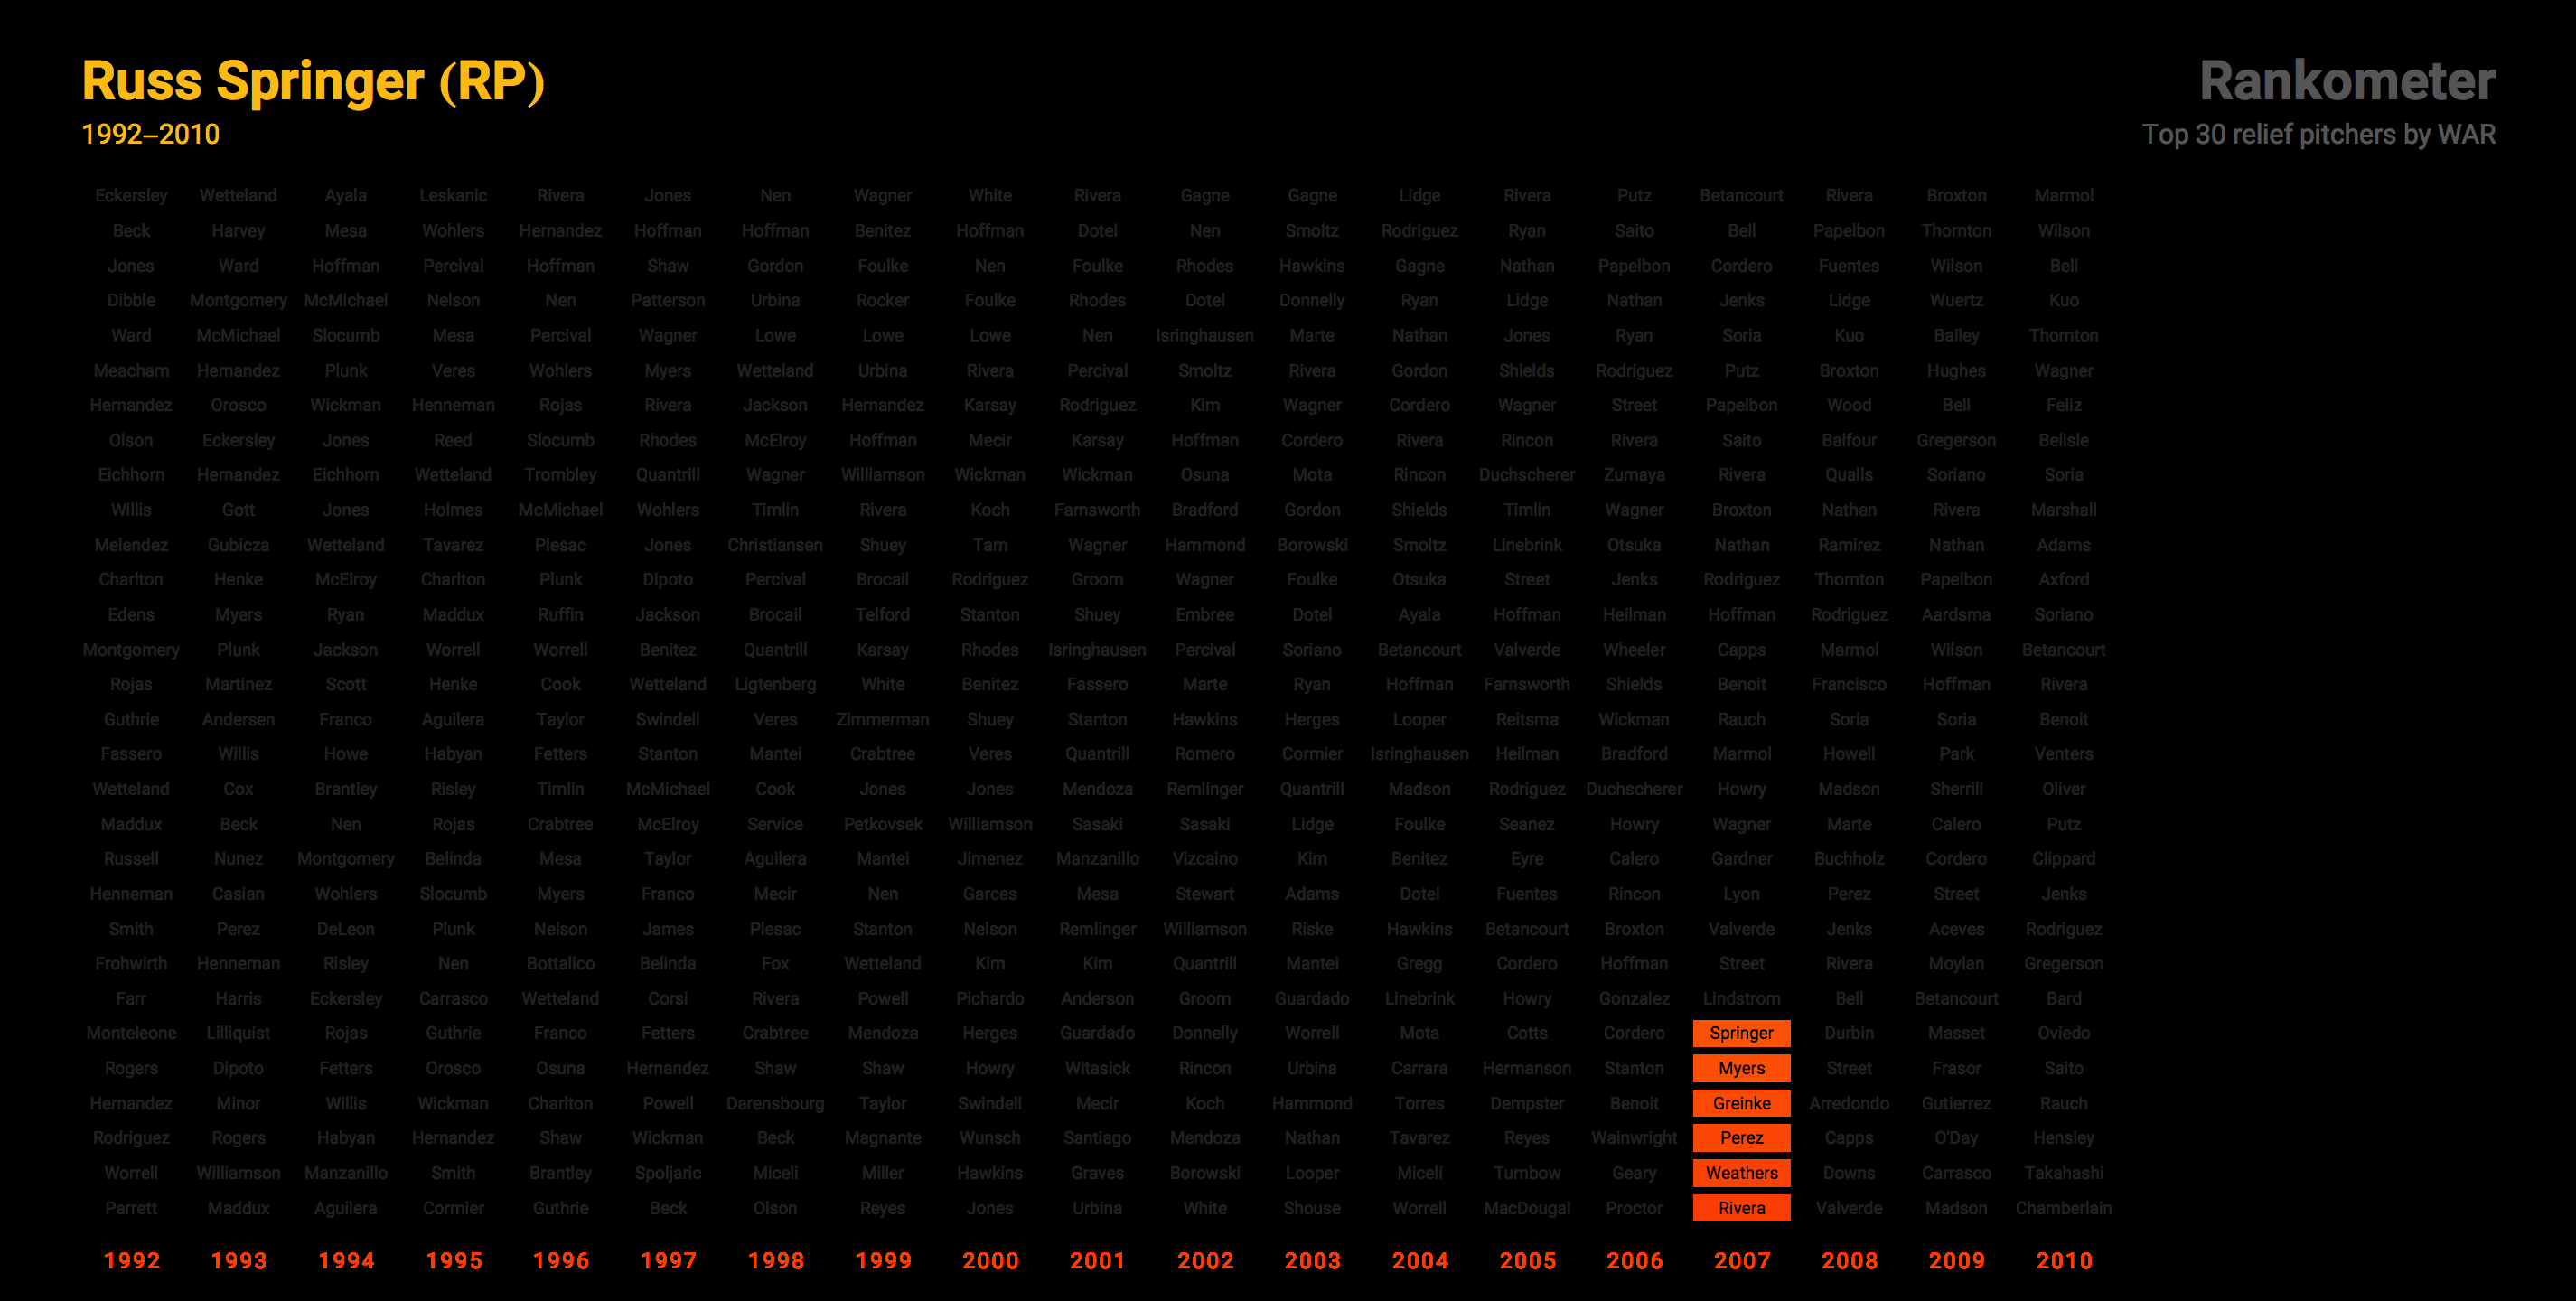 Russ Springer (RP)
1992–2010
Rankometer
Top 30 relief pitchers by WAR
Eckersley Wetteland Ayala Leskanic Rivera Jones Nen Wagner White Rivera Gagne Gagne Lidge Rivera Putz Betancourt Rivera Broxton Marmol
Beck Harvey Mesa Wohlers Hernandez Hoffman Hoffman Benitez Hoffman Dotel Nen Smoltz Rodriguez Ryan Saito Bell Papelbon Thornton Wilson
Jones Ward Hoffman Percival Hoffman Shaw Gordon Foulke Nen Foulke Rhodes Hawkins Gagne Nathan Papelbon Cordero Fuentes Wilson Bell
Dibble Montgomery McMichael Nelson Nen Patterson Urbina Rocker Foulke Rhodes Dotel Donnelly Ryan Lidge Nathan Jenks Lidge Wuertz Kuo
Ward McMichael Slocumb Mesa Percival Wagner Lowe Lowe Lowe Nen Isringhausen Marte Nathan Jones Ryan Soria Kuo Bailey Thornton
Meacham Hernandez Plunk Veres Wohlers Myers Wetteland Urbina Rivera Percival Smoltz Rivera Gordon Shields Rodriguez Putz Broxton Hughes Wagner
Hernandez Orosco Wickman Henneman Rojas Rivera Jackson Hernandez Karsay Rodriguez Kim Wagner Cordero Wagner Street Papelbon Wood Bell Feliz
Olson Eckersley Jones Reed Slocumb Rhodes McElroy Hoffman Mecir Karsay Hoffman Cordero Rivera Rincon Rivera Saito Balfour Gregerson Belisle
Eichhorn Hernandez Eichhorn Wetteland Trombley Quantrill Wagner Williamson Wickman Wickman Osuna Mota Rincon Duchscherer Zumaya Rivera Qualls Soriano Soria
Willis Gott Jones Holmes McMichael Wohlers Timlin Rivera Koch Farnsworth Bradford Gordon Shields Timlin Wagner Broxton Nathan Rivera Marshall
Melendez Gubicza Wetteland Tavarez Plesac Jones Christiansen Shuey Tam Wagner Hammond Borowski Smoltz Linebrink Otsuka Nathan Ramirez Nathan Adams
Charlton Henke McElroy Charlton Plunk Dipoto Percival Brocail Rodriguez Groom Wagner Foulke Otsuka Street Jenks Rodriguez Thornton Papelbon Axford
Edens Myers Ryan Maddux Ruffin Jackson Brocail Telford Stanton Shuey Embree Dotel Ayala Hoffman Heilman Hoffman Rodriguez Aardsma Soriano
Montgomery Plunk Jackson Worrell Worrell Benitez Quantrill Karsay Rhodes Isringhausen Percival Soriano Betancourt Valverde Wheeler Capps Marmol Wilson Betancourt
Rojas Martinez Scott Henke Cook Wetteland Ligtenberg White Benitez Fassero Marte Ryan Hoffman Farnsworth Shields Benoit Francisco Hoffman Rivera
Guthrie Andersen Franco Aguilera Taylor Swindell Veres Zimmerman Shuey Stanton Hawkins Herges Looper Reitsma Wickman Rauch Soria Soria Benoit
Fassero Willis Howe Habyan Fetters Stanton Mantei Crabtree Veres Quantrill Romero Cormier Isringhausen Heilman Bradford Marmol Howell Park Venters
Wetteland Cox Brantley Risley Timlin McMichael Cook Jones Jones Mendoza Remlinger Quantrill Madson Rodriguez Duchscherer Howry Madson Sherrill Oliver
Maddux Beck Nen Rojas Crabtree McElroy Service Petkovsek Williamson Sasaki Sasaki Lidge Foulke Seanez Howry Wagner Marte Calero Putz
Russell Nunez Montgomery Belinda Mesa Taylor Aguilera Mantei Jimenez Manzanillo Vizcaino Kim Benitez Eyre Calero Gardner Buchholz Cordero Clippard
Henneman Casian Wohlers Slocumb Myers Franco Mecir Nen Garces Mesa Stewart Adams Dotel Fuentes Rincon Lyon Perez Street Jenks
Smith Perez DeLeon Plunk Nelson James Plesac Stanton Nelson Remlinger Williamson Riske Hawkins Betancourt Broxton Valverde Jenks Aceves Rodriguez
Frohwirth Henneman Risley Nen Bottalico Belinda Fox Wetteland Kim Kim Quantrill Mantei Gregg Cordero Hoffman Street Rivera Moylan Gregerson
Farr Harris Eckersley Carrasco Wetteland Corsi Rivera Powell Pichardo Anderson Groom Guardado Linebrink Howry Gonzalez Lindstrom Bell Betancourt Bard
Monteleone Lilliquist Rojas Guthrie Franco Fetters Crabtree Mendoza Herges Guardado Donnelly Worrell Mota Cotts Cordero Springer Durbin Masset Oviedo
Rogers Dipoto Fetters Orosco Osuna Hernandez Shaw Shaw Howry Witasick Rincon Urbina Carrara Hermanson Stanton Myers Street Frasor Saito
Hernandez Minor Willis Wickman Charlton Powell Darensbourg Taylor Swindell Mecir Koch Hammond Torres Dempster Benoit Greinke Arredondo Gutierrez Rauch
Rodriguez Rogers Habyan Hernandez Shaw Wickman Beck Magnante Wunsch Santiago Mendoza Nathan Tavarez Reyes Wainwright Perez Capps O'Day Hensley
Worrell Williamson Manzanillo Smith Brantley Spoljaric Miceli Miller Hawkins Graves Borowski Looper Miceli Turnbow Geary Weathers Downs Carrasco Takahashi
Parrett Maddux Aguilera Cormier Guthrie Beck Olson Reyes Jones Urbina White Shouse Worrell MacDougal Proctor Rivera Valverde Madson Chamberlain
1992 1993 1994 1995 1996 1997 1998 1999 2000 2001 2002 2003 2004 2005 2006 2007 2008 2009 2010